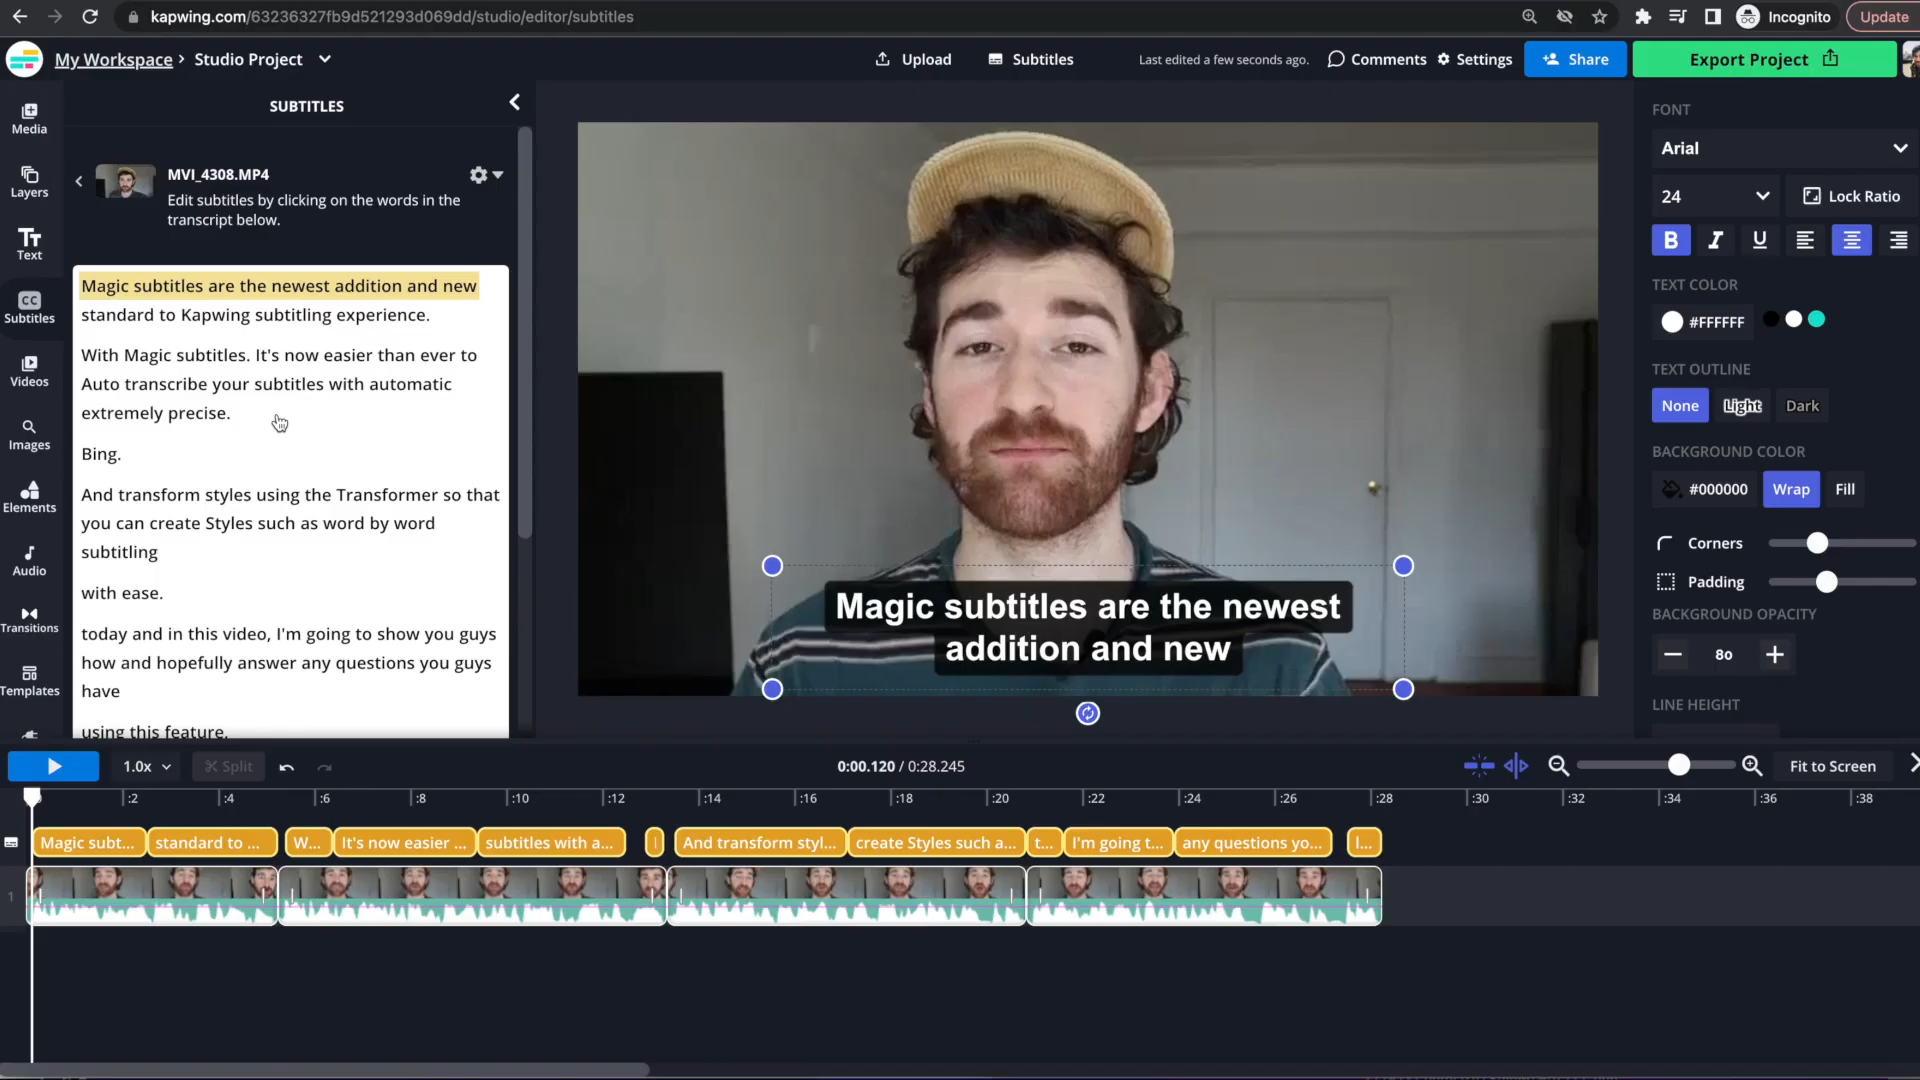 kapwing.com/63236327fb9d521293d069dd/studio/editor/subtitles
Incognito
Update
My Workspace > Studio Project
Upload
Subtitles
Last edited a few seconds ago.
Comments
Settings
Share
Export Project
Media
Layers
Text
Subtitles
Videos
Images
Elements
Audio
Transitions
Templates
SUBTITLES
MVI_4308.MP4
Edit subtitles by clicking on the words in the
transcript below.
Magic subtitles are the newest addition and new
standard to Kapwing subtitling experience.
With Magic subtitles. It's now easier than ever to
Auto transcribe your subtitles with automatic
extremely precise.
Bing.
And transform styles using the Transformer so that
you can create Styles such as word by word
subtitling
with ease.
today and in this video, I'm going to show you guys
how and hopefully answer any questions you guys
have
using this feature.
Magic subtitles are the newest
addition and new
FONT
Arial
24
Lock Ratio
B I U
TEXT COLOR
#FFFFFF
TEXT OUTLINE
None Light Dark
BACKGROUND COLOR
#000000 Wrap Fill
Corners
Padding
BACKGROUND OPACITY
80
LINE HEIGHT
1.0x
Split
0:00.120 / 0:28.245
Fit to Screen
:2 :4 :6 :8 :10 :12 :14 :16 :18 :20 :22 :24 :26 :28 :30 :32 :34 :36 :38
Magic subt... standard to ... W... It's now easier ... subtitles with a... And transform styl... create Styles such a... t... I'm going t... any questions yo... I...
1